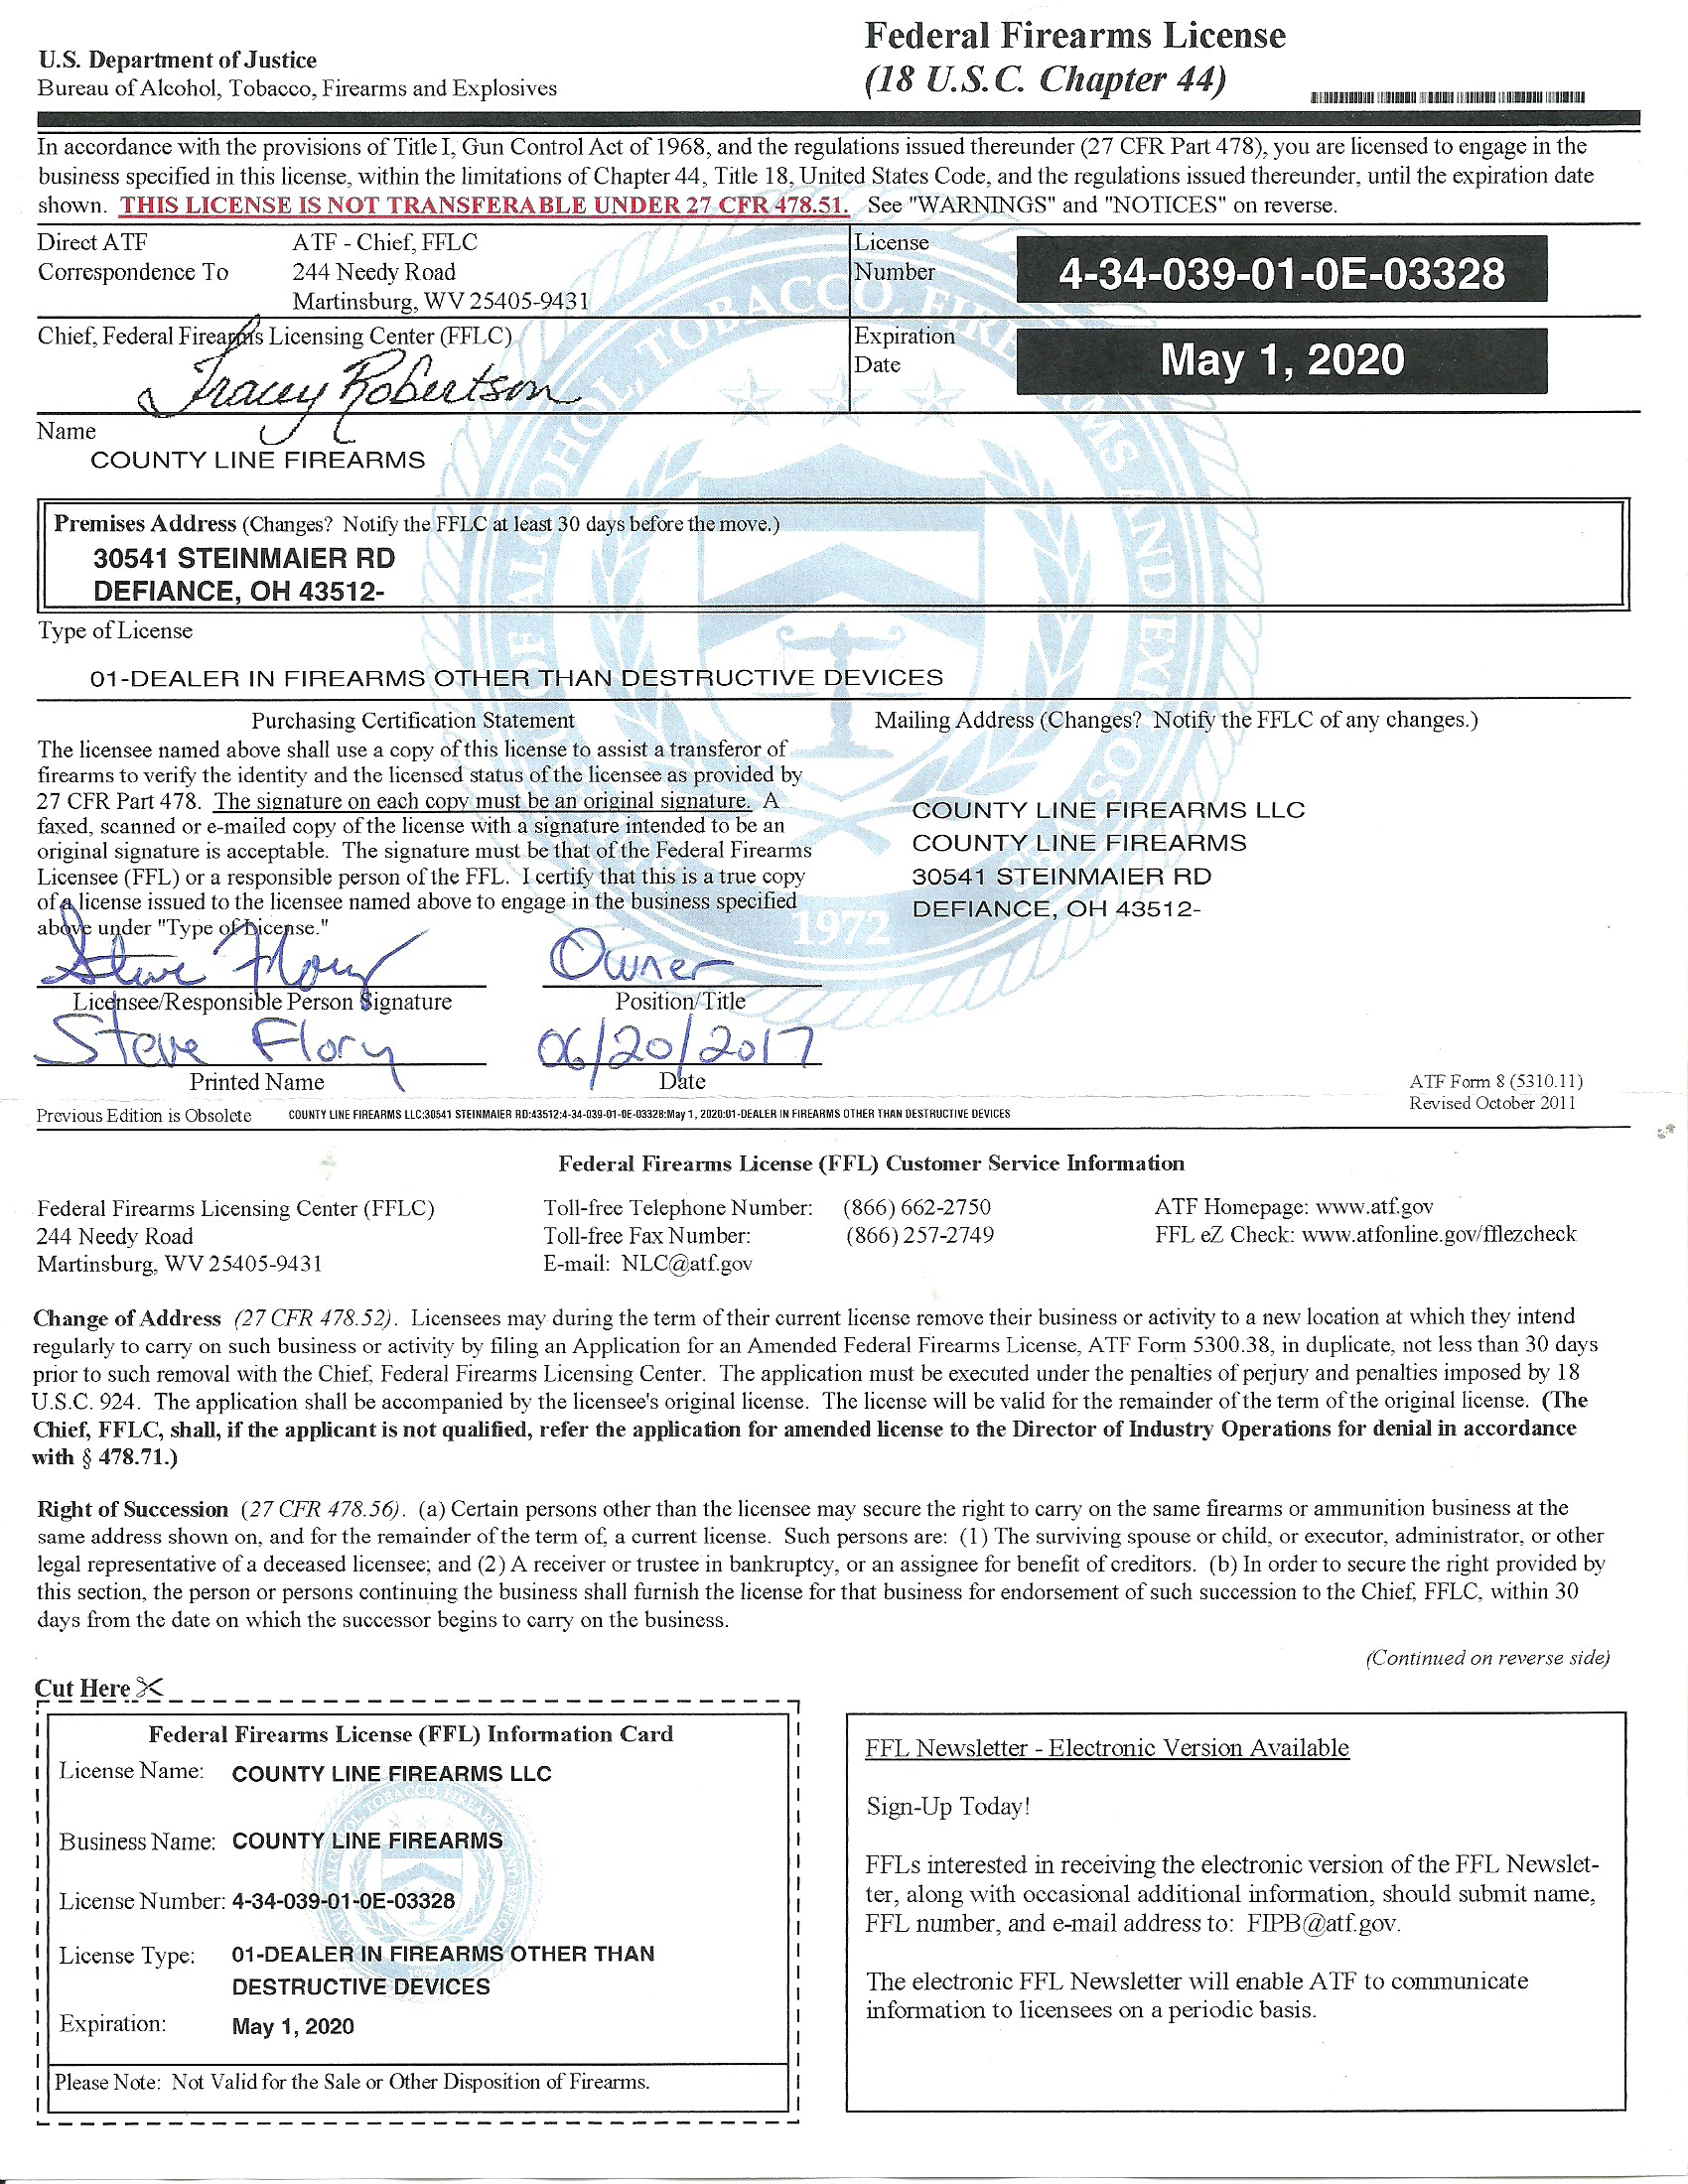 U.S. Department of Justice
Bureau of Alcohol, Tobacco, Firearms and Explosives
Federal Firearms License
(18 U.S.C. Chapter 44)
In accordance with the provisions of Title I, Gun Control Act of 1968, and the regulations issued thereunder (27 CFR Part 478), you are licensed to engage in the
business specified in this license, within the limitations of Chapter 44, Title 18, United States Code, and the regulations issued thereunder, until the expiration date
shown. THIS LICENSE IS NOT TRANSFERABLE UNDER 27 CFR 478.51. See "WARNINGS" and "NOTICES" on reverse.
Direct ATF
Correspondence To
ATF - Chief, FFLC
244 Needy Road
Martinsburg, WV 25405-9431
License
Number
4-34-039-01-0E-03328
Chief, Federal Firearms Licensing Center (FFLC)
Tracey Robertson
Expiration
Date
May 1, 2020
Name
COUNTY LINE FIREARMS
Premises Address (Changes? Notify the FFLC at least 30 days before the move.)
30541 STEINMAIER RD
DEFIANCE, OH 43512-
Type of License
01-DEALER IN FIREARMS OTHER THAN DESTRUCTIVE DEVICES
Purchasing Certification Statement
The licensee named above shall use a copy of this license to assist a transferor of
firearms to verify the identity and the licensed status of the licensee as provided by
27 CFR Part 478. The signature on each copy must be an original signature. A
faxed, scanned or e-mailed copy of the license with a signature intended to be an
original signature is acceptable. The signature must be that of the Federal Firearms
Licensee (FFL) or a responsible person of the FFL. I certify that this is a true copy
of a license issued to the licensee named above to engage in the business specified
above under "Type of License."
Mailing Address (Changes? Notify the FFLC of any changes.)
COUNTY LINE FIREARMS LLC
COUNTY LINE FIREARMS
30541 STEINMAIER RD
DEFIANCE, OH 43512-
1972
Steve Flory
Owner
Licensee/Responsible Person Signature
Position/Title
Steve Flory
06/20/2017
Printed Name
Date
ATF Form 8 (5310.11)
Revised October 2011
Previous Edition is Obsolete
COUNTY LINE FIREARMS LLC:30541 STEINMAIER RD:43512:4-34-039-01-0E-03328:May 1, 2020:01-DEALER IN FIREARMS OTHER THAN DESTRUCTIVE DEVICES
Federal Firearms License (FFL) Customer Service Information
Federal Firearms Licensing Center (FFLC)
244 Needy Road
Martinsburg, WV 25405-9431
Toll-free Telephone Number: (866) 662-2750
Toll-free Fax Number: (866) 257-2749
E-mail: NLC@atf.gov
ATF Homepage: www.atf.gov
FFL eZ Check: www.atfonline.gov/fflezcheck
Change of Address (27 CFR 478.52). Licensees may during the term of their current license remove their business or activity to a new location at which they intend
regularly to carry on such business or activity by filing an Application for an Amended Federal Firearms License, ATF Form 5300.38, in duplicate, not less than 30 days
prior to such removal with the Chief, Federal Firearms Licensing Center. The application must be executed under the penalties of perjury and penalties imposed by 18
U.S.C. 924. The application shall be accompanied by the licensee's original license. The license will be valid for the remainder of the term of the original license. (The
Chief, FFLC, shall, if the applicant is not qualified, refer the application for amended license to the Director of Industry Operations for denial in accordance
with § 478.71.)
Right of Succession (27 CFR 478.56). (a) Certain persons other than the licensee may secure the right to carry on the same firearms or ammunition business at the
same address shown on, and for the remainder of the term of, a current license. Such persons are: (1) The surviving spouse or child, or executor, administrator, or other
legal representative of a deceased licensee; and (2) A receiver or trustee in bankruptcy, or an assignee for benefit of creditors. (b) In order to secure the right provided by
this section, the person or persons continuing the business shall furnish the license for that business for endorsement of such succession to the Chief, FFLC, within 30
days from the date on which the successor begins to carry on the business.
(Continued on reverse side)
Cut Here
Federal Firearms License (FFL) Information Card
License Name: COUNTY LINE FIREARMS LLC
Business Name: COUNTY LINE FIREARMS
License Number: 4-34-039-01-0E-03328
License Type: 01-DEALER IN FIREARMS OTHER THAN
DESTRUCTIVE DEVICES
Expiration: May 1, 2020
Please Note: Not Valid for the Sale or Other Disposition of Firearms.
FFL Newsletter - Electronic Version Available
Sign-Up Today!
FFLs interested in receiving the electronic version of the FFL Newslet-
ter, along with occasional additional information, should submit name,
FFL number, and e-mail address to: FIPB@atf.gov.
The electronic FFL Newsletter will enable ATF to communicate
information to licensees on a periodic basis.